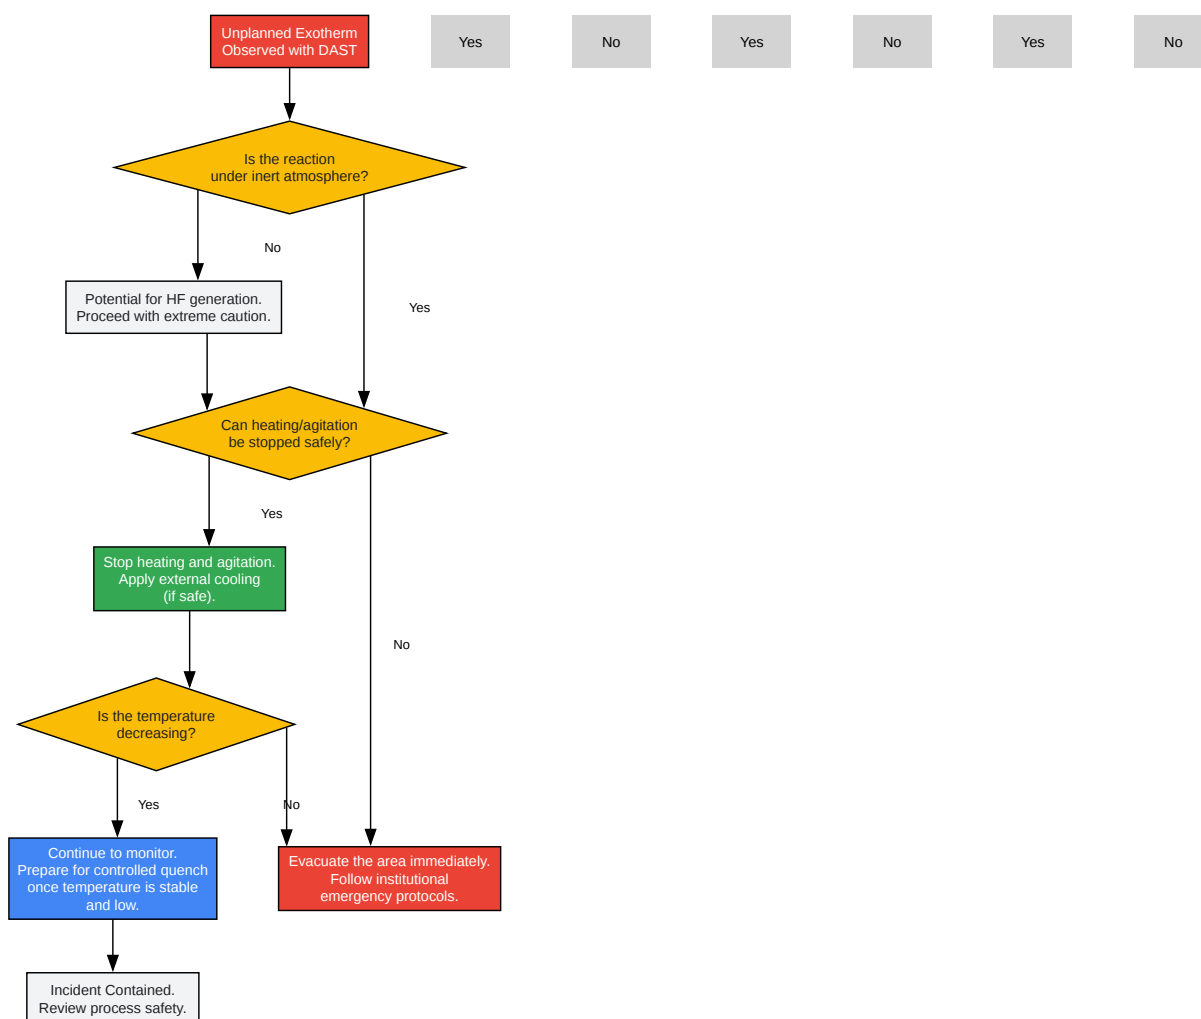 Unplanned Exotherm
Observed with DAST
Yes
No
Yes
No
Yes
No
Is the reaction
under inert atmosphere?
No
Potential for HF generation.
Proceed with extreme caution.
Yes
Can heating/agitation
be stopped safely?
Yes
Stop heating and agitation.
Apply external cooling
(if safe).
No
Is the temperature
decreasing?
Yes
No
Continue to monitor.
Prepare for controlled quench
once temperature is stable
and low.
Evacuate the area immediately.
Follow institutional
emergency protocols.
Incident Contained.
Review process safety.